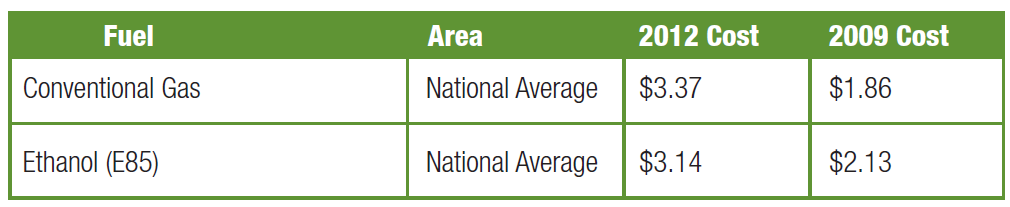 Fuel Area 2012 Cost 2009 Cost
Conventional Gas National Average $3.37 $1.86
Ethanol (E85) National Average $3.14 $2.13